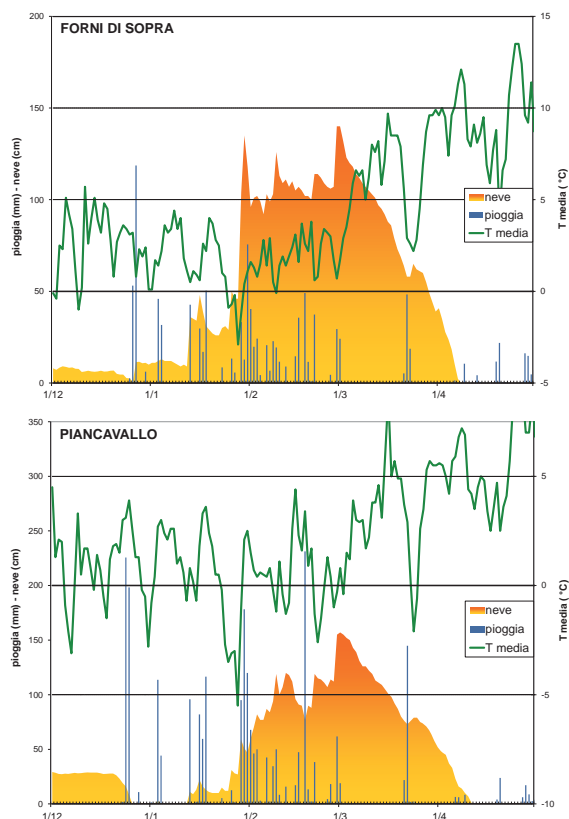 FORNI DI SOPRA
pioggia (mm) - neve (cm)
200
150
100
50
0
15
10
5
0
-5
T media ( °C)
neve
pioggia
T media
1/12
1/1
1/2
1/3
1/4
PIANCAVALLO
pioggia (mm) - neve (cm)
350
300
250
200
150
100
50
0
5
0
-5
-10
T media ( °C)
neve
pioggia
T media
1/12
1/1
1/2
1/3
1/4